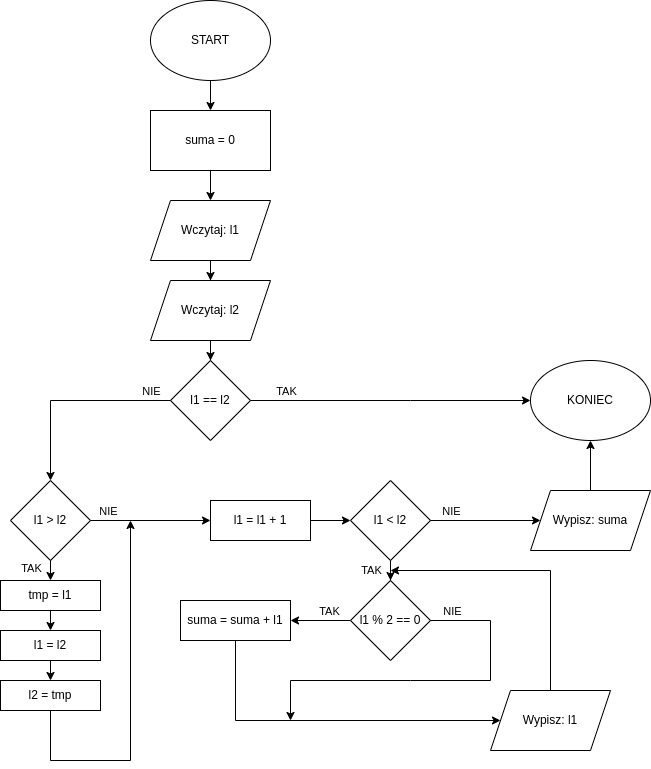 START
suma = 0
Wczytaj: l1
Wczytaj: l2
l1 == l2
NIE
TAK
KONIEC
l1 > l2
NIE
TAK
l1 = l1 + 1
l1 < l2
NIE
TAK
Wypisz: suma
tmp = l1
l1 = l2
l2 = tmp
suma = suma + l1
TAK
l1 % 2 == 0
NIE
Wypisz: l1